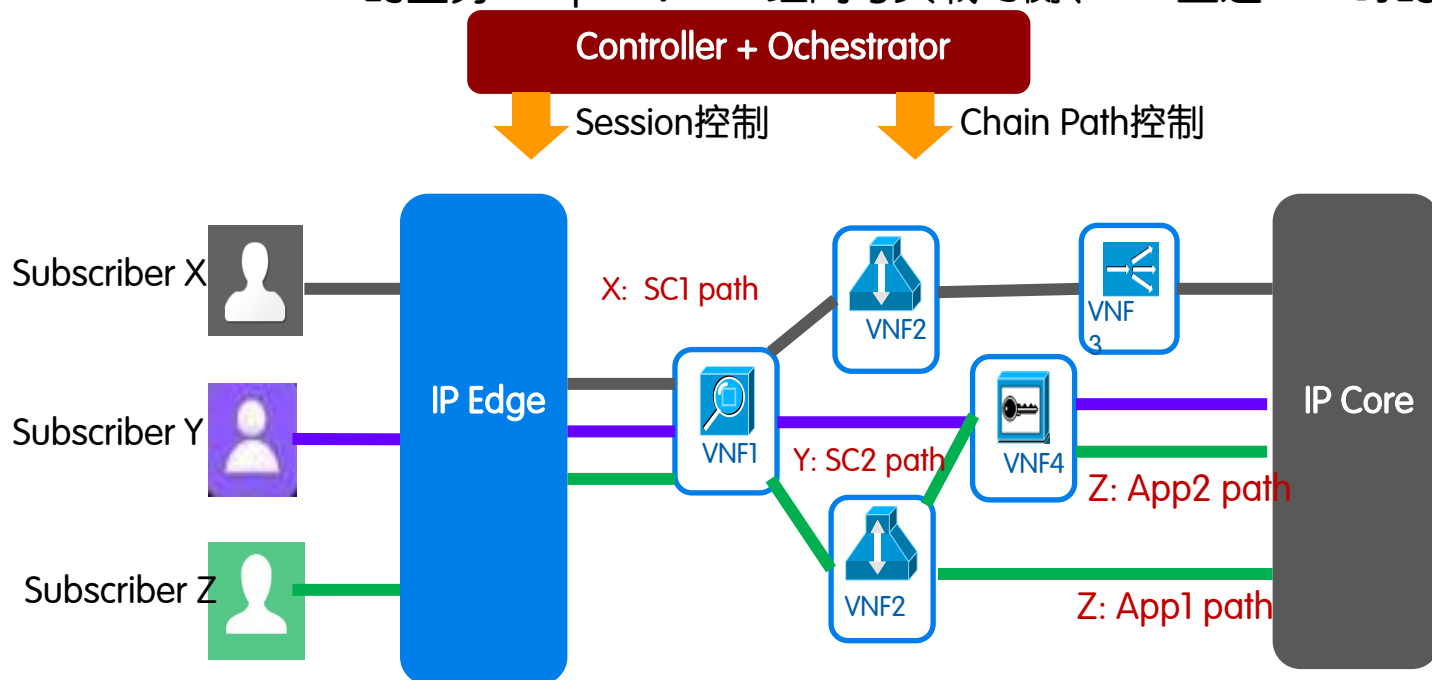 Controller + Ochestrator
Session控制
Chain Path控制
Subscriber X
X: SC1 path
VNF2
VNF
3
IP Edge
IP Core
Subscriber Y
VNF1
Y: SC2 path
VNF4
Z: App2 path
Subscriber Z
VNF2
Z: App1 path